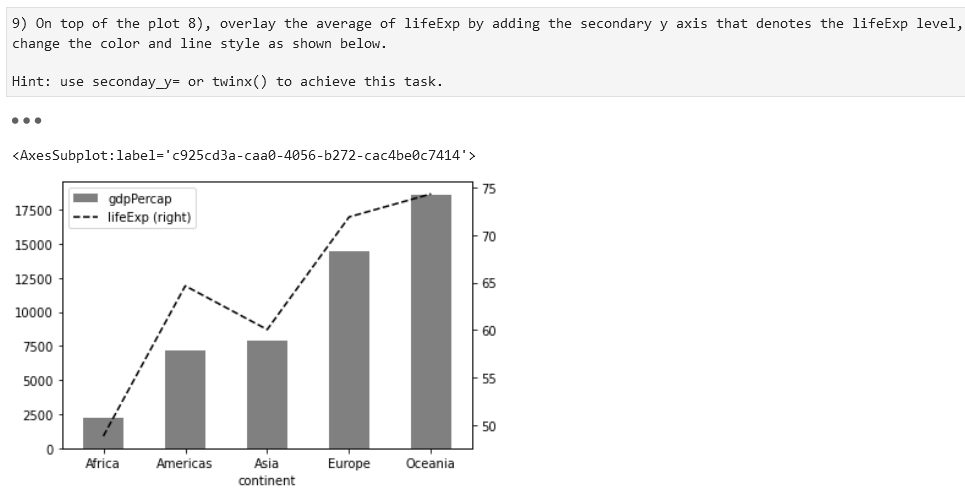 9) On top of the plot 8), overlay the average of lifeExp by adding the secondary y axis that denotes the lifeExp level,
change the color and line style as shown below.
Hint: use seconday_y= or twinx() to achieve this task.
<AxesSubplot:label='c925cd3a-caa0-4056-b272-cac4be0c7414'>
gdpPercap
lifeExp (right)
17500
15000
12500
10000
7500
5000
2500
0
75
70
65
60
55
50
Africa Americas Asia Europe Oceania
continent